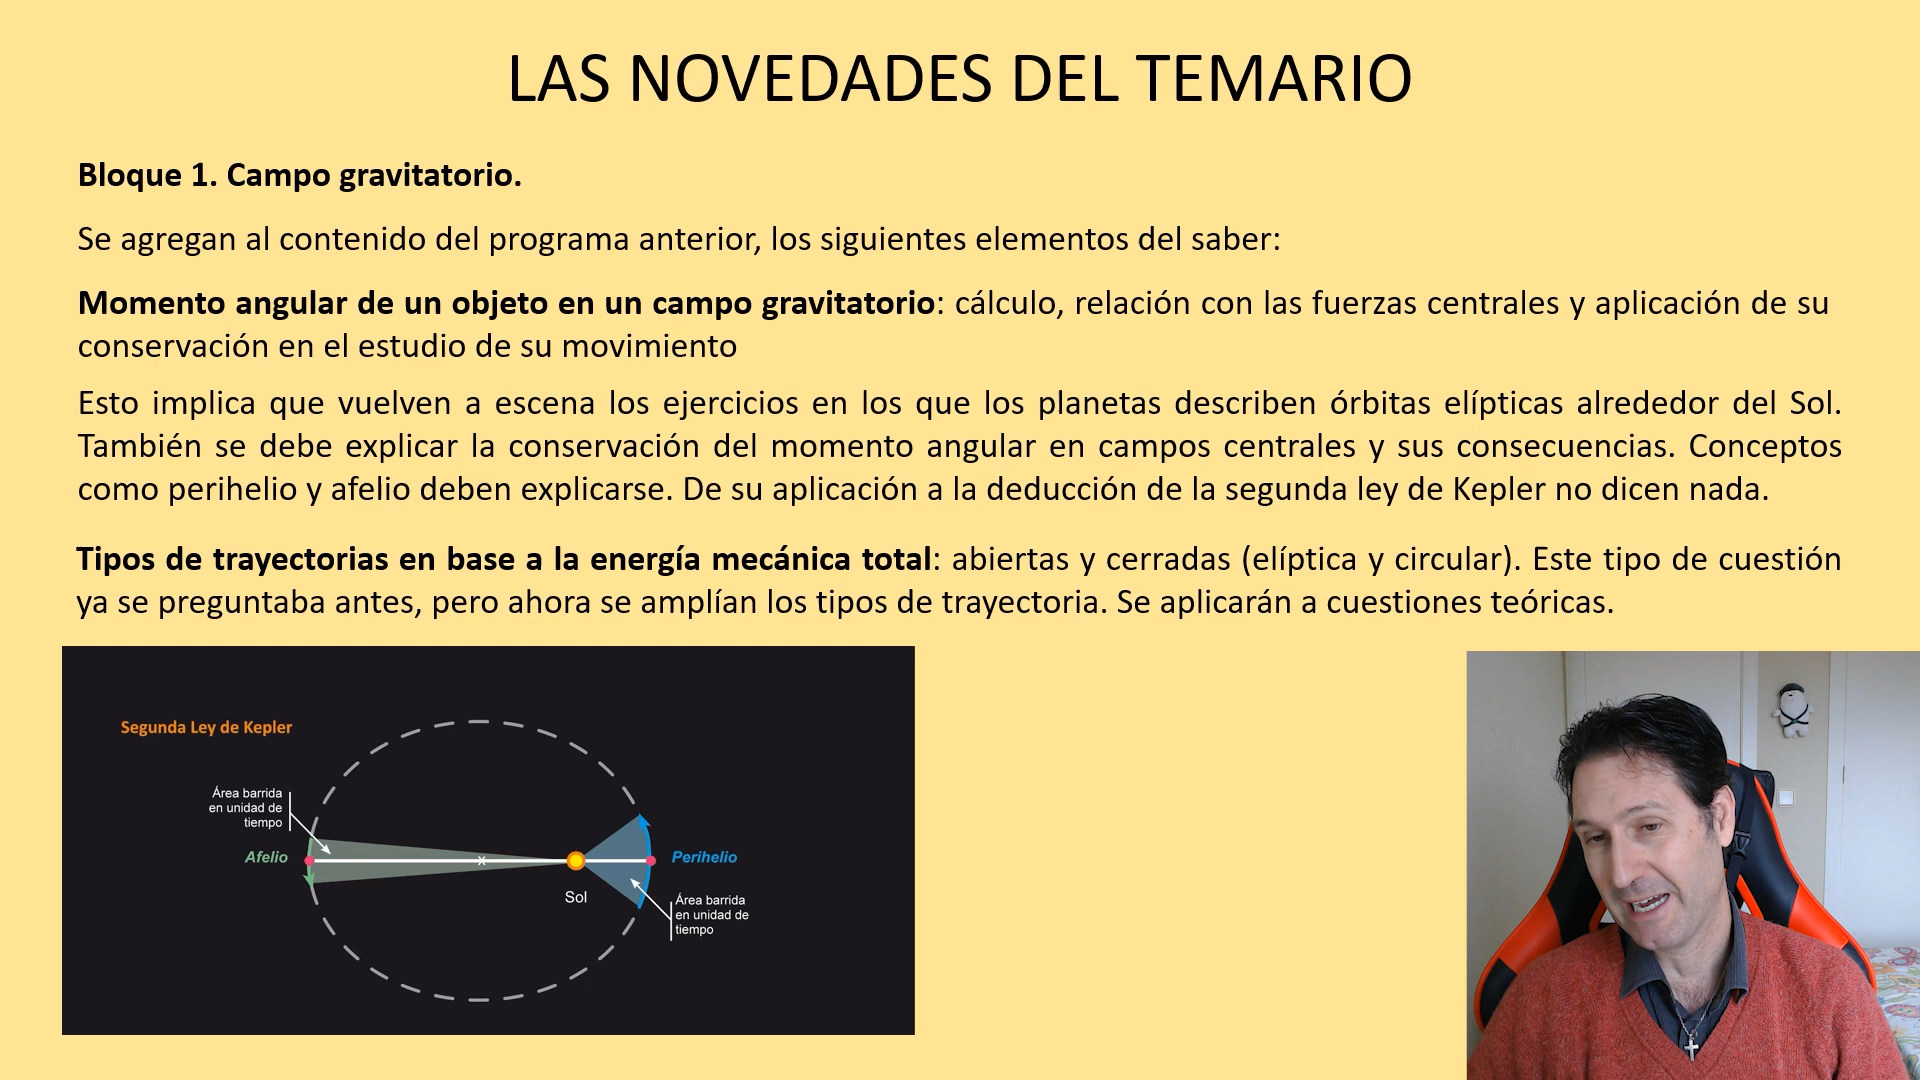 LAS NOVEDADES DEL TEMARIO
Bloque 1. Campo gravitatorio.
Se agregan al contenido del programa anterior, los siguientes elementos del saber:
Momento angular de un objeto en un campo gravitatorio: cálculo, relación con las fuerzas centrales y aplicación de su
conservación en el estudio de su movimiento
Esto implica que vuelven a escena los ejercicios en los que los planetas describen órbitas elípticas alrededor del Sol.
También se debe explicar la conservación del momento angular en campos centrales y sus consecuencias. Conceptos
como perihelio y afelio deben explicarse. De su aplicación a la deducción de la segunda ley de Kepler no dicen nada.
Tipos de trayectorias en base a la energía mecánica total: abiertas y cerradas (elíptica y circular). Este tipo de cuestión
ya se preguntaba antes, pero ahora se amplían los tipos de trayectoria. Se aplicarán a cuestiones teóricas.
Segunda Ley de Kepler
Área barrida
en unidad de
tiempo
Afelio
x
Perihelio
Sol
Área barrida
en unidad de
tiempo